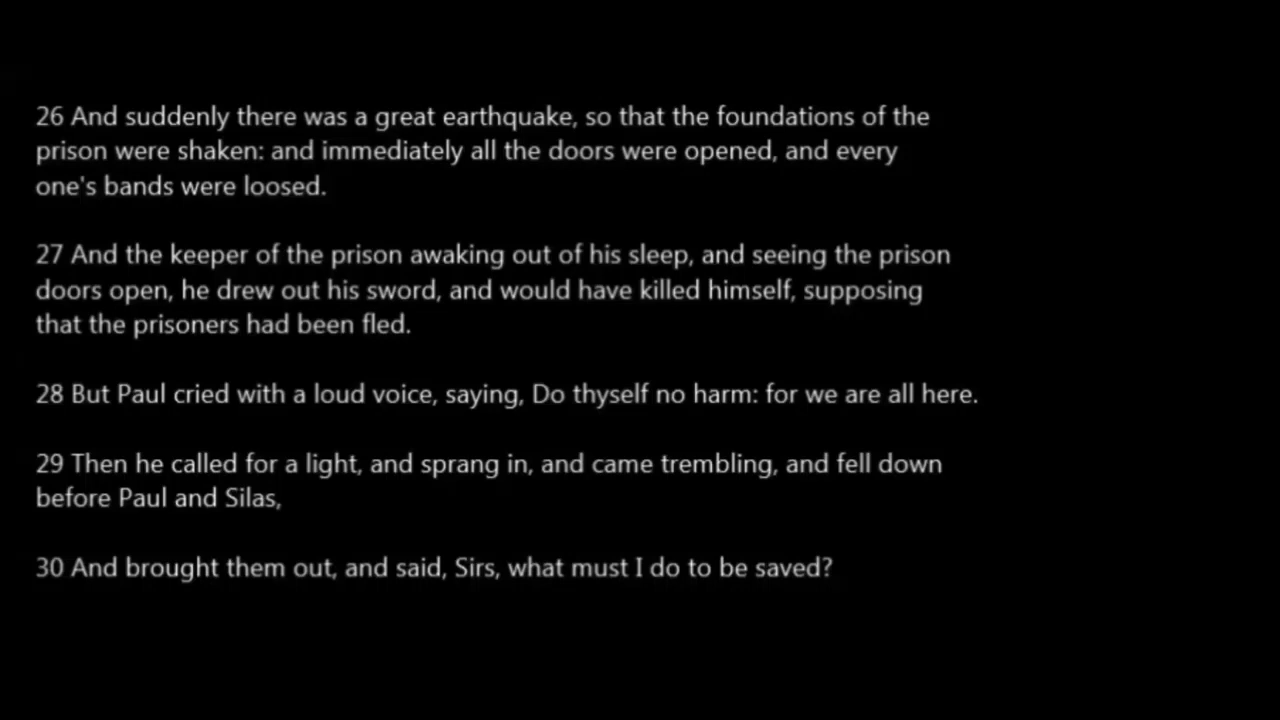 26 And suddenly there was a great earthquake, so that the foundations of the
prison were shaken: and immediately all the doors were opened, and every
one's bands were loosed.
27 And the keeper of the prison awaking out of his sleep, and seeing the prison
doors open, he drew out his sword, and would have killed himself, supposing
that the prisoners had been fled.
28 But Paul cried with a loud voice, saying, Do thyself no harm: for we are all here.
29 Then he called for a light, and sprang in, and came trembling, and fell down
before Paul and Silas,
30 And brought them out, and said, Sirs, what must I do to be saved?